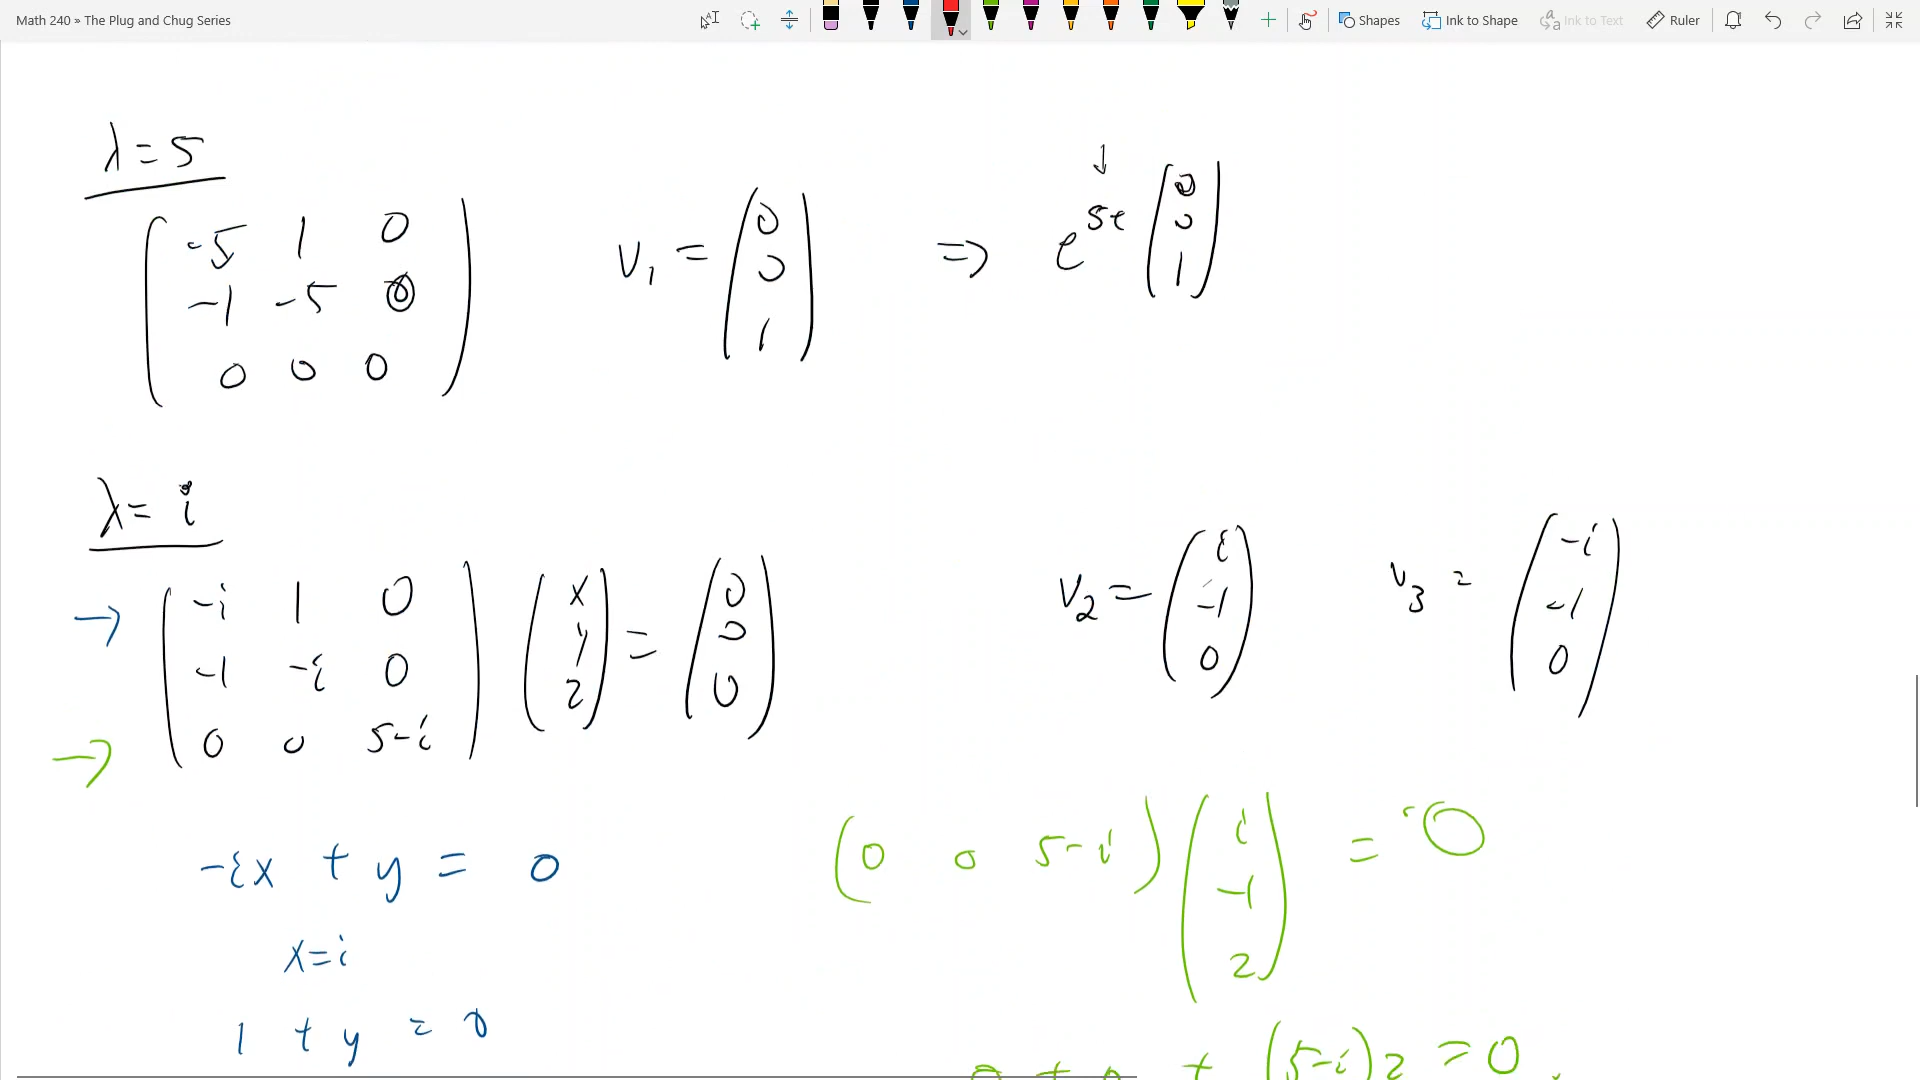 Math 240 » The Plug and Chug Series
Shapes
Ink to Shape
Ink to Text
Ruler
λ = 5
-5 1 0
-1 -5 0
0 0 0
v₁ = (0 0 1)
=> e^5t (0 0 1)
λ = i
→ -i 1 0
-1 -i 0
→ 0 0 5-i
(x y z) = (0 0 0)
v₂ = (i -1 0)
v₃ = (-i -1 0)
-ix + y = 0
x = i
1 + y = 0
(0 0 5-i) (i -1 z) = 0
0 + 0 + (5-i)z = 0